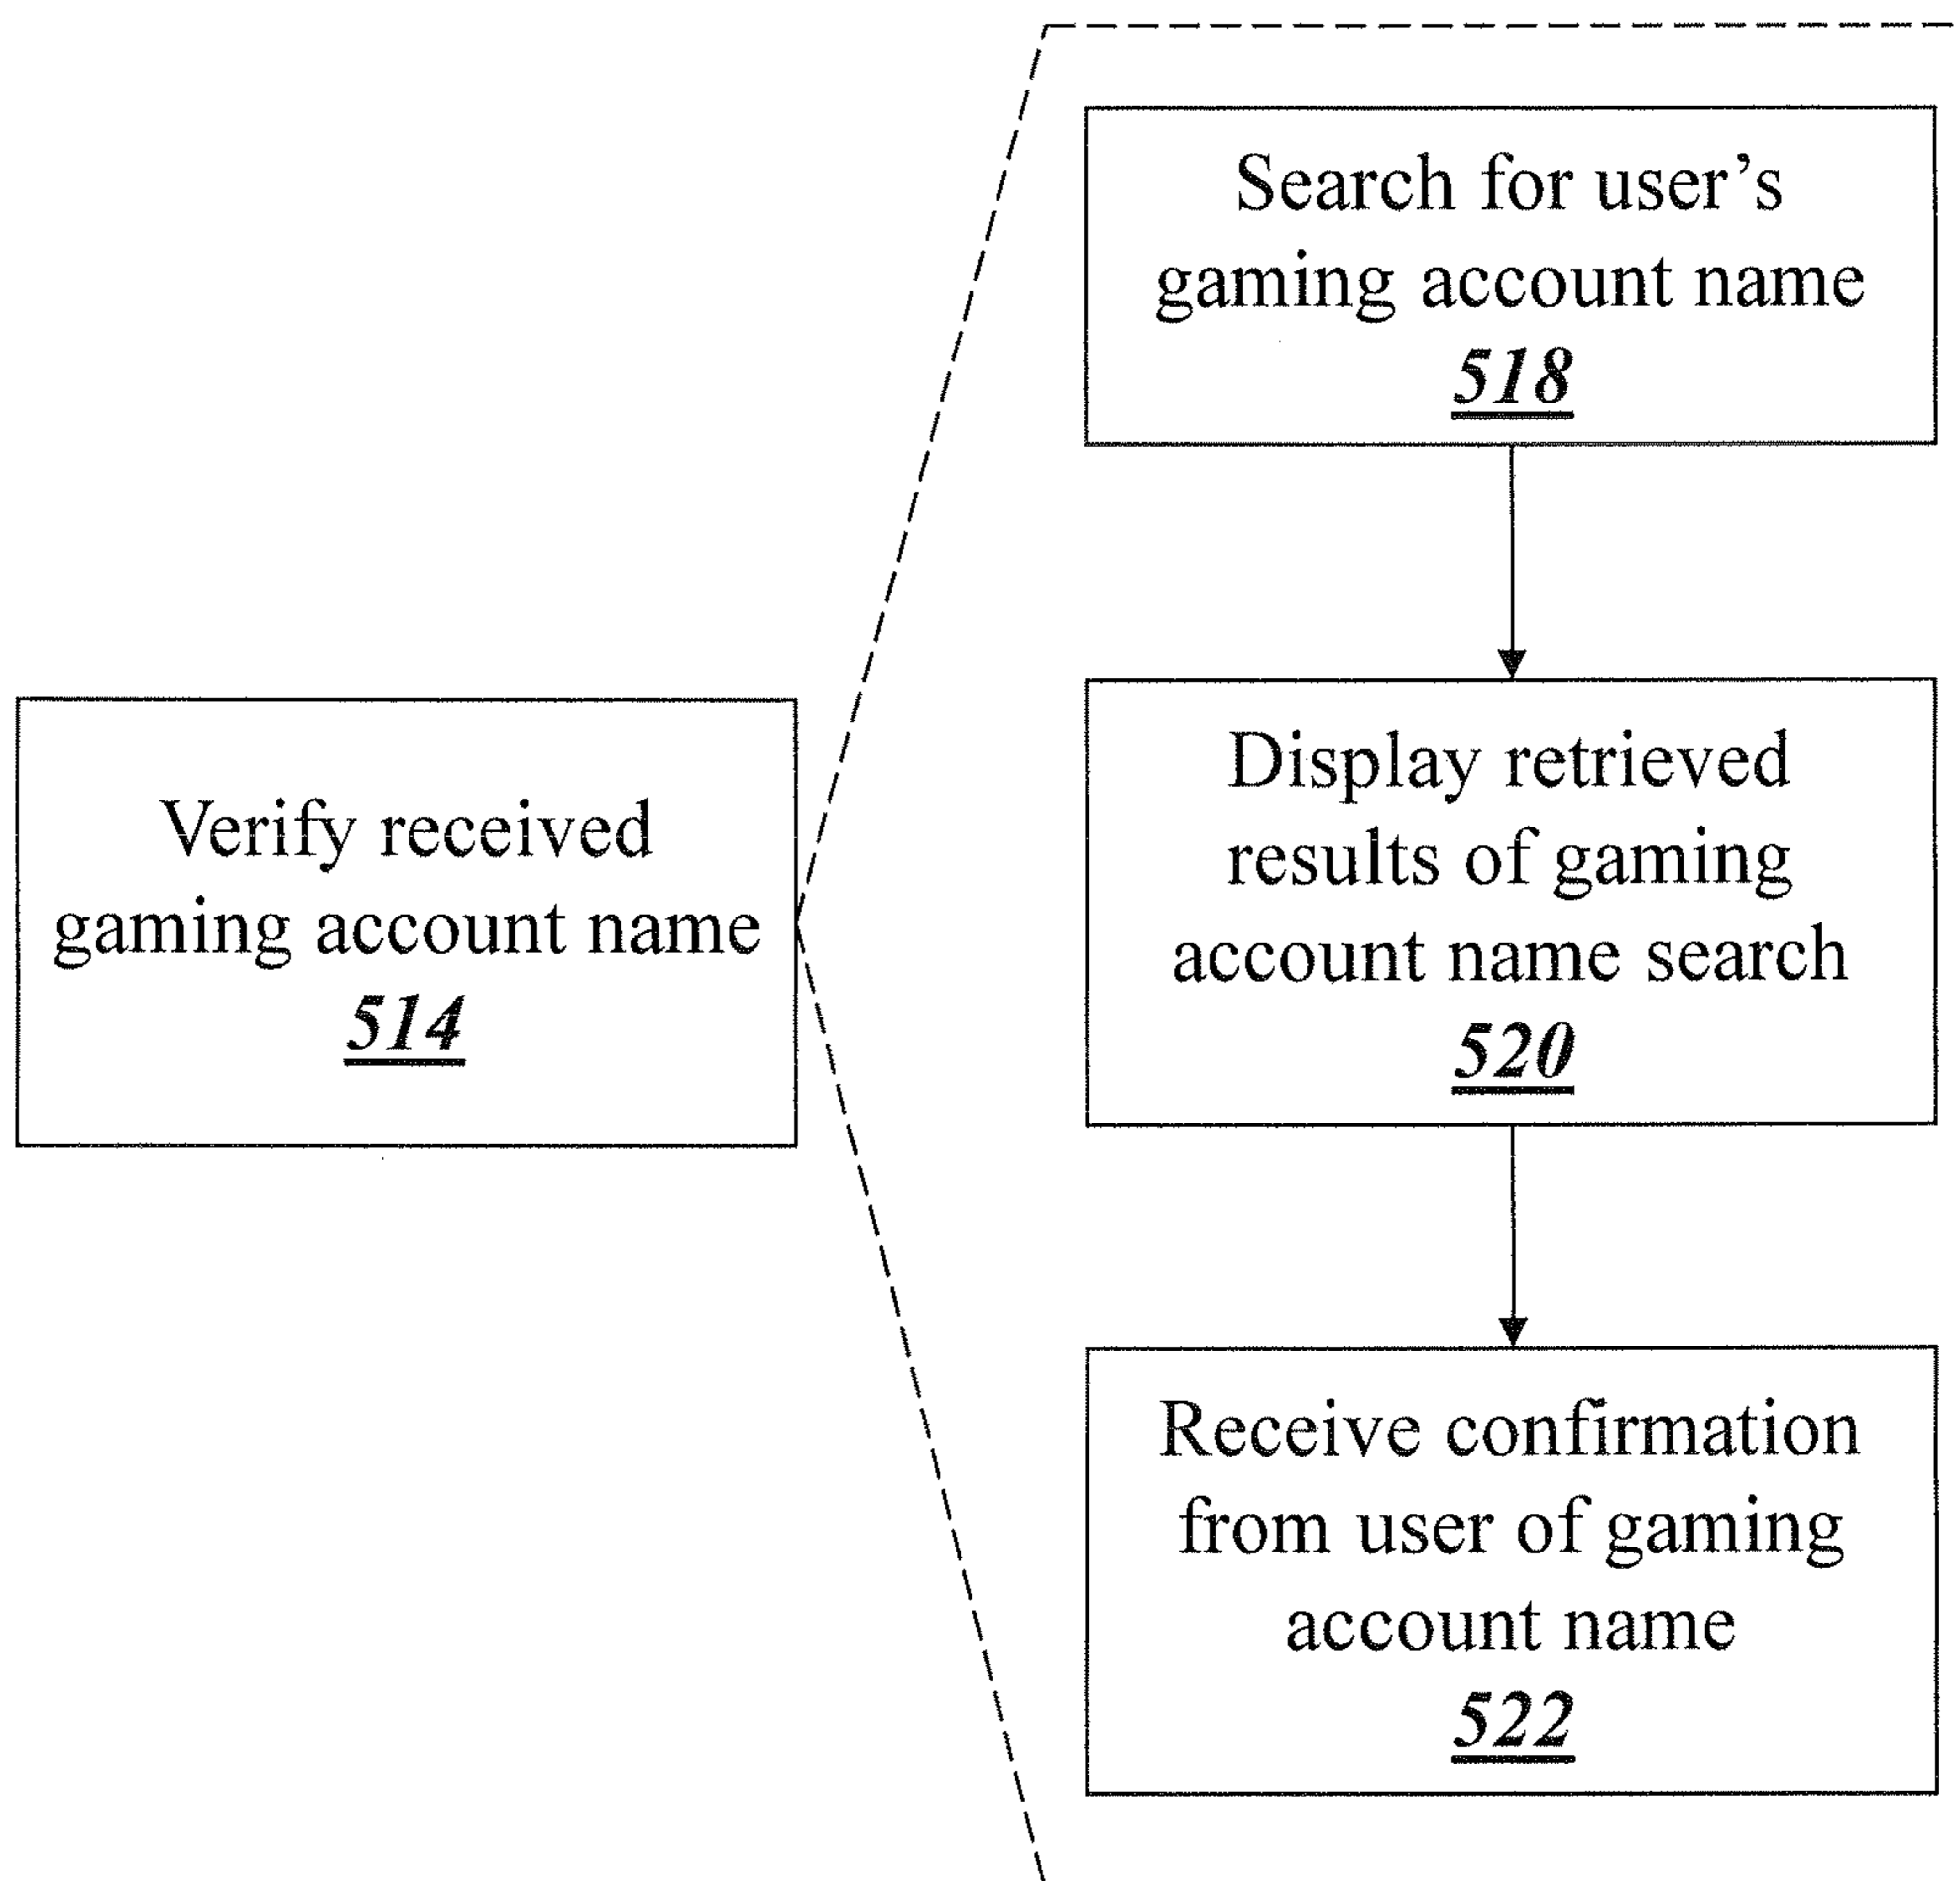 Verify received
gaming account name
514
Search for user’s
gaming account name
518
Display retrieved
results of gaming
account name search
520
Receive confirmation
from user of gaming
account name
522